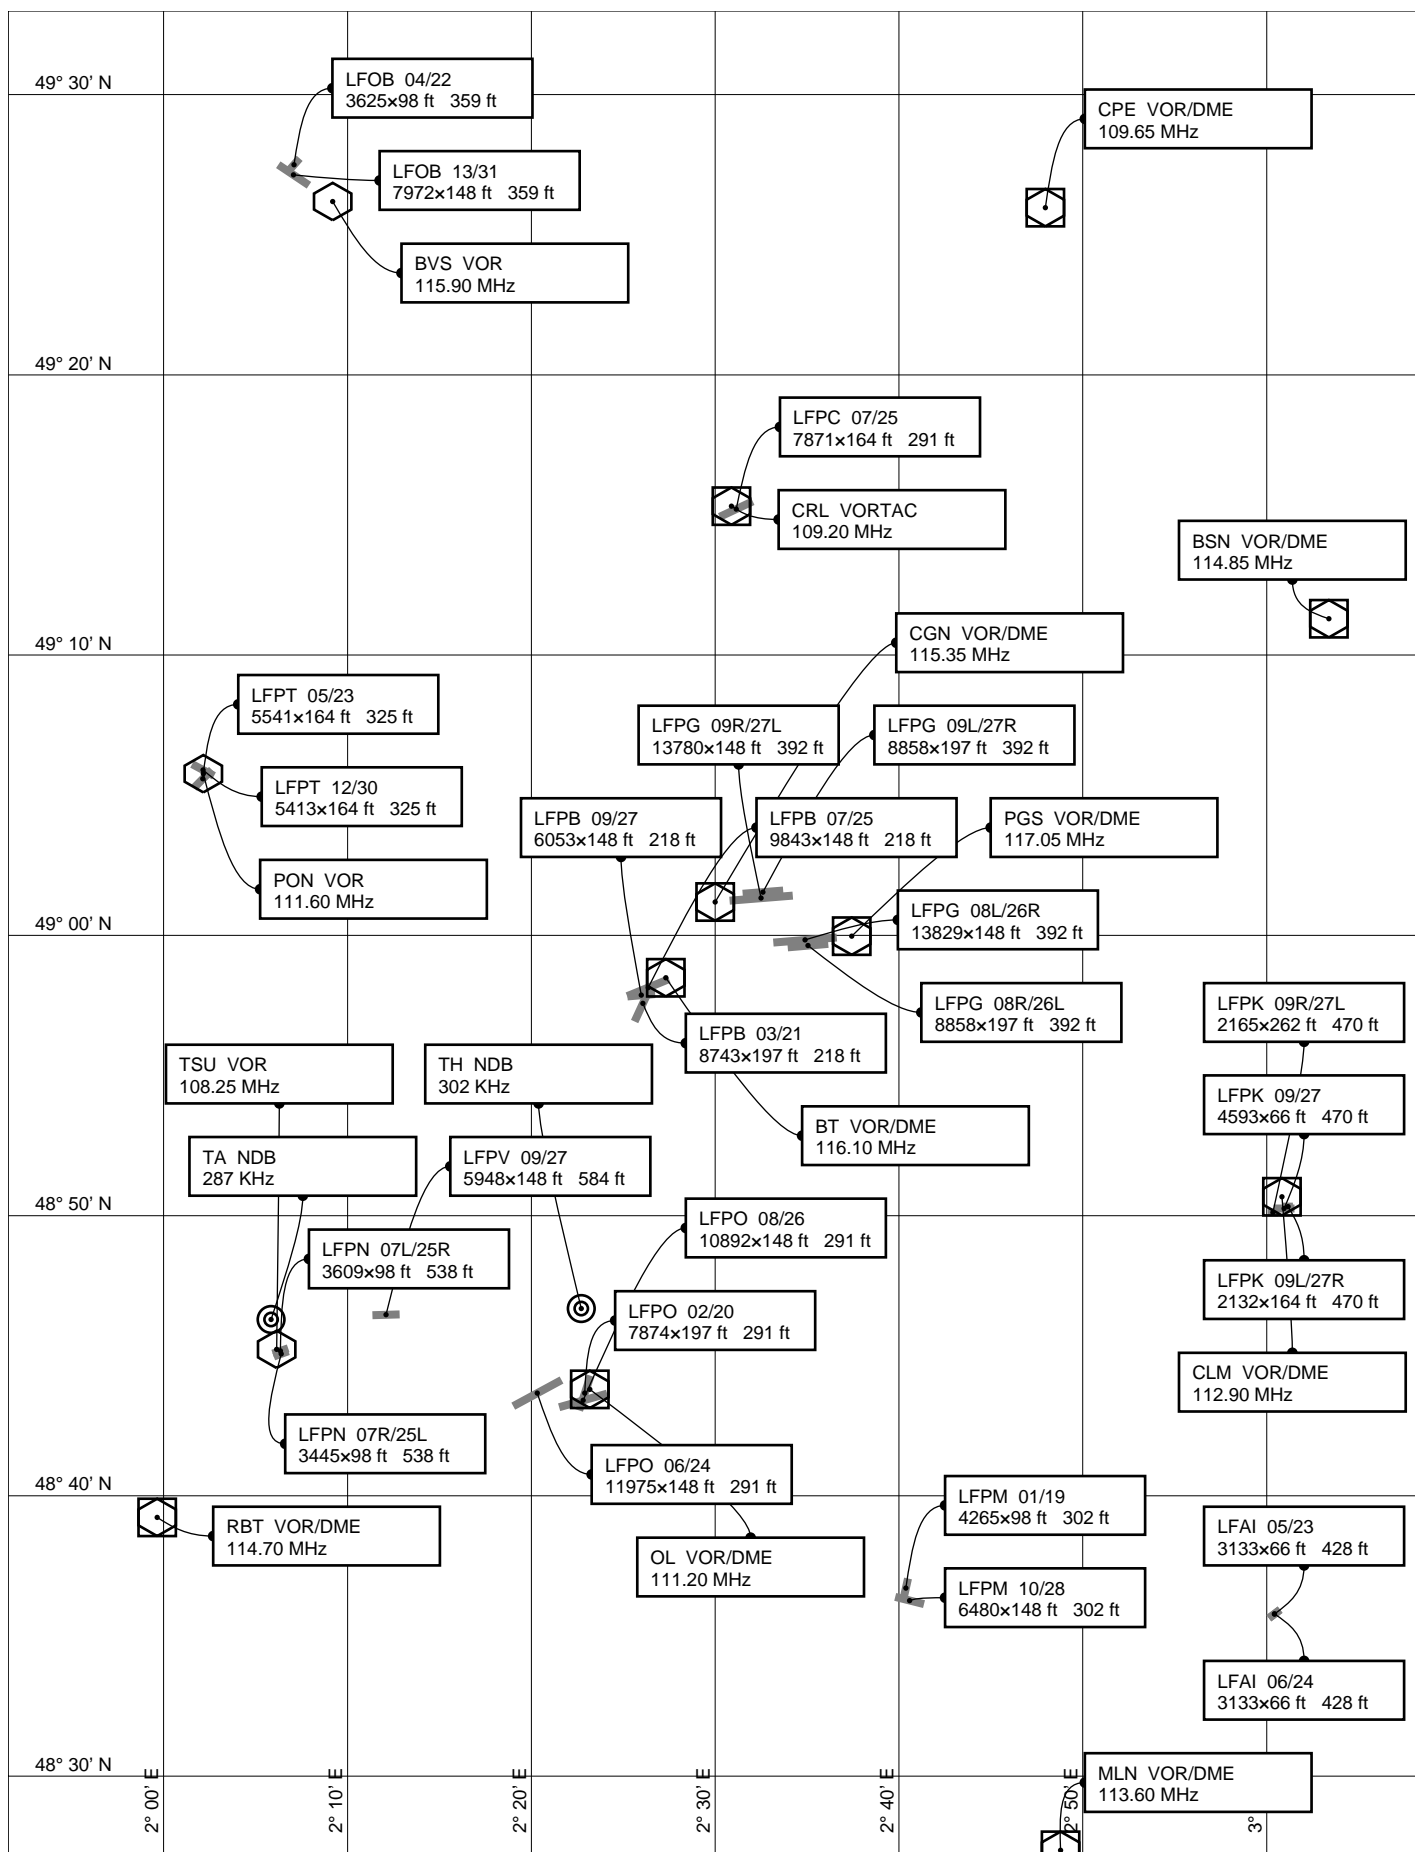 49° 30' N
LFOB 04/22
3625×98 ft 359 ft
CPE VOR/DME
109.65 MHz
LFOB 13/31
7972×148 ft 359 ft
BVS VOR
115.90 MHz
49° 20' N
LFPC 07/25
7871×164 ft 291 ft
CRL VORTAC
109.20 MHz
BSN VOR/DME
114.85 MHz
49° 10' N
CGN VOR/DME
115.35 MHz
LFPT 05/23
5541×164 ft 325 ft
LFPG 09R/27L
13780×148 ft 392 ft
LFPG 09L/27R
8858×197 ft 392 ft
LFPT 12/30
5413×164 ft 325 ft
LFPB 09/27
6053×148 ft 218 ft
LFPB 07/25
9843×148 ft 218 ft
PGS VOR/DME
117.05 MHz
PON VOR
111.60 MHz
49° 00' N
LFPG 08L/26R
13829×148 ft 392 ft
LFPG 08R/26L
8858×197 ft 392 ft
LFPK 09R/27L
2165×262 ft 470 ft
LFPB 03/21
8743×197 ft 218 ft
TSU VOR
108.25 MHz
TH NDB
302 KHz
LFPK 09/27
4593×66 ft 470 ft
BT VOR/DME
116.10 MHz
TA NDB
287 KHz
LFPV 09/27
5948×148 ft 584 ft
48° 50' N
LFPO 08/26
10892×148 ft 291 ft
LFPN 07L/25R
3609×98 ft 538 ft
LFPK 09L/27R
2132×164 ft 470 ft
LFPO 02/20
7874×197 ft 291 ft
CLM VOR/DME
112.90 MHz
LFPN 07R/25L
3445×98 ft 538 ft
LFPO 06/24
11975×148 ft 291 ft
48° 40' N
LFPM 01/19
4265×98 ft 302 ft
RBT VOR/DME
114.70 MHz
LFAI 05/23
3133×66 ft 428 ft
OL VOR/DME
111.20 MHz
LFPM 10/28
6480×148 ft 302 ft
LFAI 06/24
3133×66 ft 428 ft
48° 30' N
MLN VOR/DME
113.60 MHz
2° 00' E
2° 10' E
2° 20' E
2° 30' E
2° 40' E
2° 50' E
3°